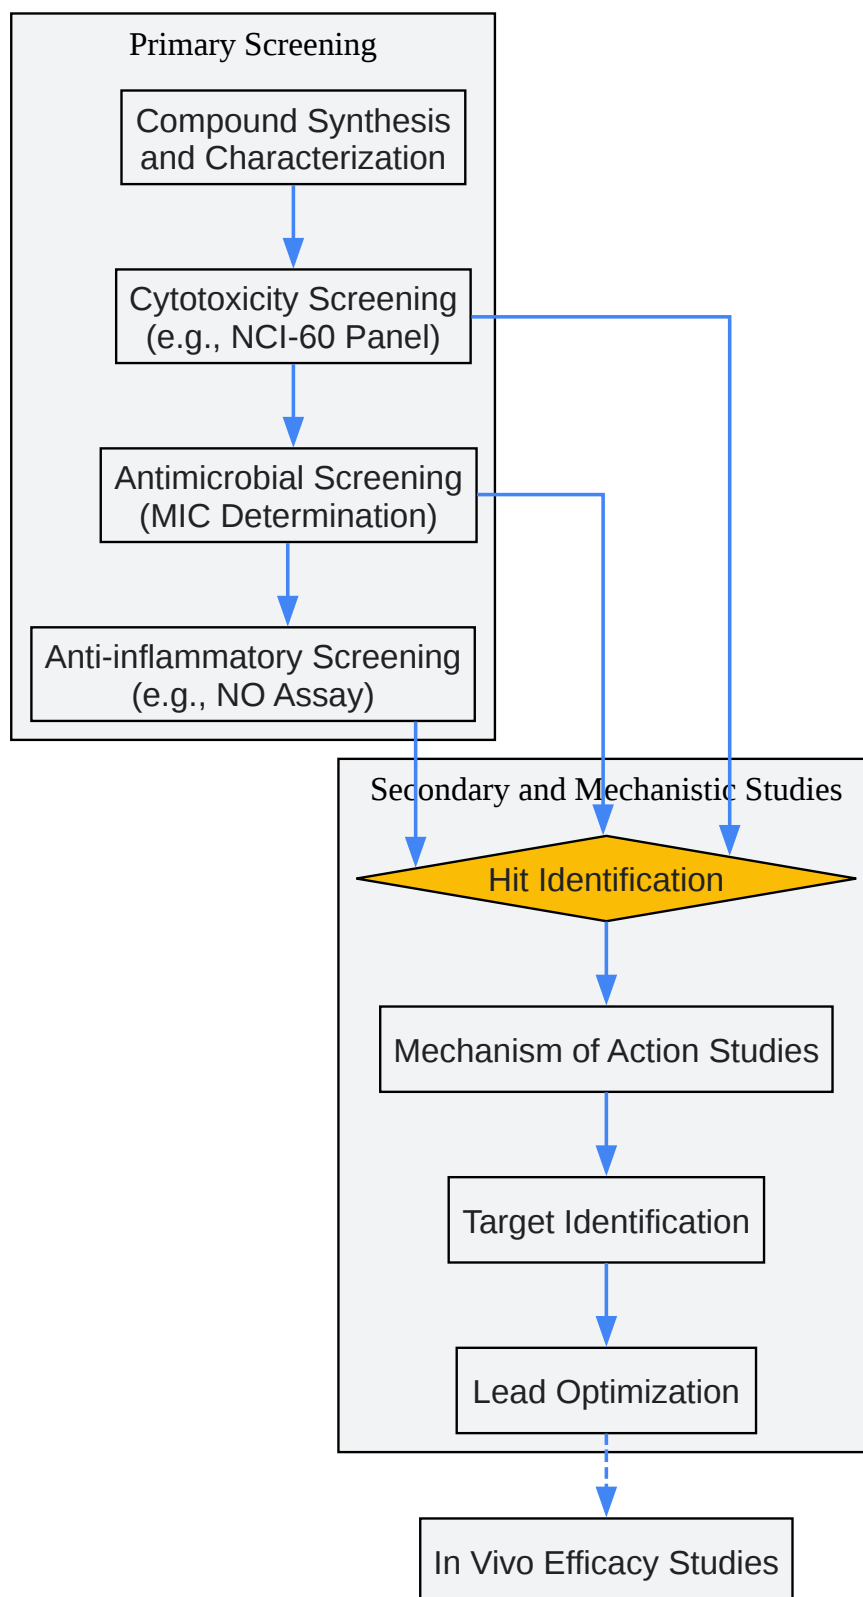 Primary Screening
Compound Synthesis
and Characterization
Cytotoxicity Screening
(e.g., NCI-60 Panel)
Antimicrobial Screening
(MIC Determination)
Anti-inflammatory Screening
(e.g., NO Assay)
Secondary and Mechanistic Studies
Hit Identification
Mechanism of Action Studies
Target Identification
Lead Optimization
In Vivo Efficacy Studies